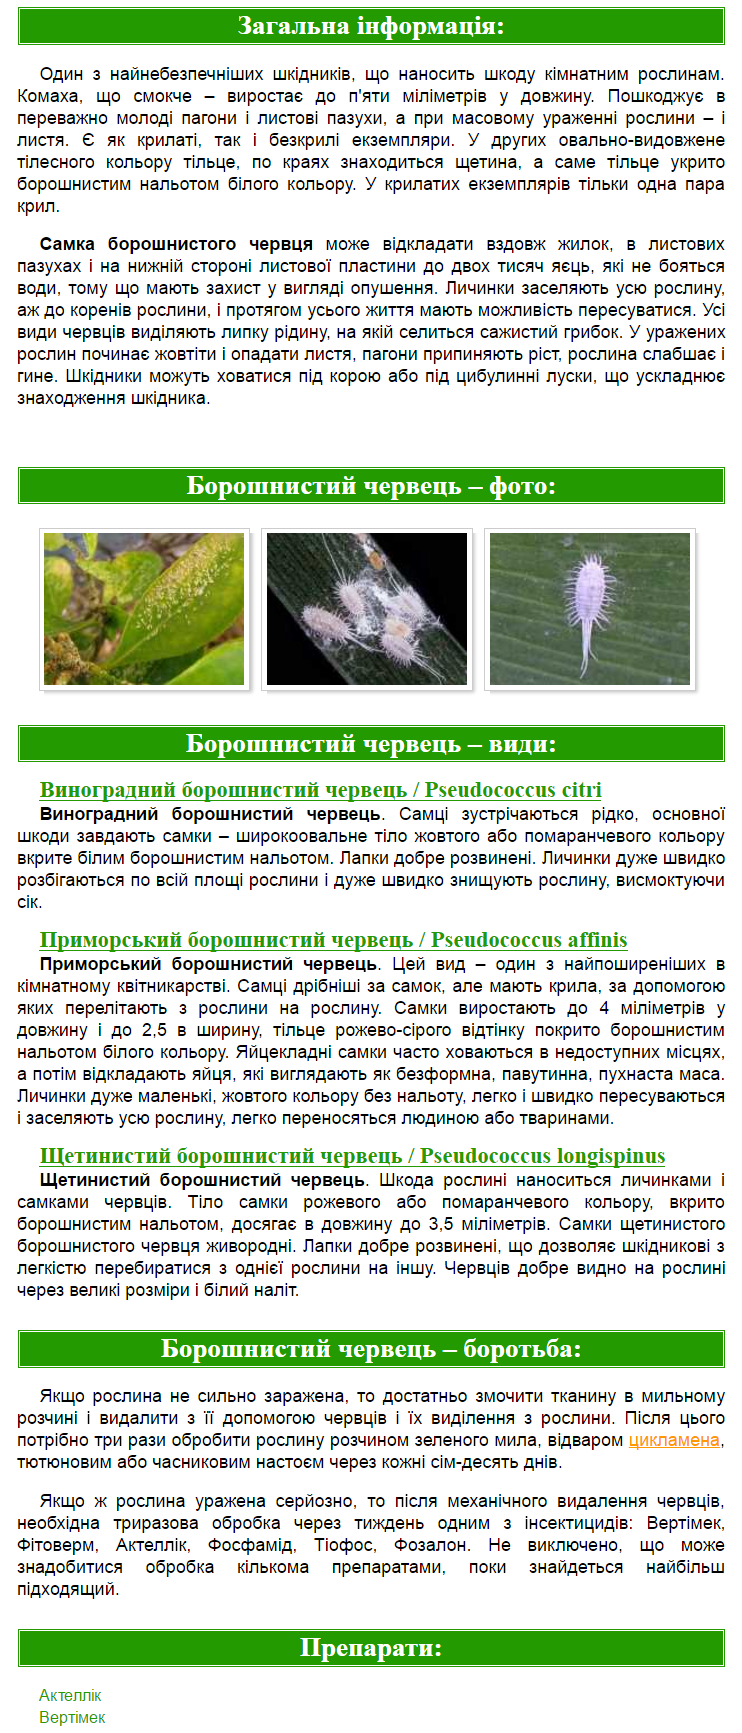 Загальна інформація:
Один з найнебезпечніших шкідників, що наносить шкоду кімнатним рослинам.
Комаха, що смокче – виростає до п'яти міліметрів у довжину. Пошкоджує в
переважно молоді пагони і листові пазухи, а при масовому ураженні рослини – і
листя. Є як крилаті, так і безкрилі екземпляри. У других овально-видовжене
тілесного кольору тільце, по краях знаходиться щетина, а саме тільце укрито
борошнистим нальотом білого кольору. У крилатих екземплярів тільки одна пара
крил.
Самка борошнистого червця може відкладати вздовж жилок, в листових
пазухах і на нижній стороні листової пластини до двох тисяч яєць, які не бояться
води, тому що мають захист у вигляді опушення. Личинки заселяють усю рослину,
аж до коренів рослини, і протягом усього життя мають можливість пересуватися. Усі
види червців виділяють липку рідину, на якій селиться сажистий грибок. У уражених
рослин починає жовтіти і опадати листя, пагони припиняють ріст, рослина слабшає і
гине. Шкідники можуть ховатися під корою або під цибулинні луски, що ускладнює
знаходження шкідника.
Борошнистий червець – фото:
Борошнистий червець – види:
Виноградний борошнистий червець / Pseudococcus citri
Виноградний борошнистий червець. Самці зустрічаються рідко, основної
шкоди завдають самки – широкоовальне тіло жовтого або помаранчевого кольору
вкрите білим борошнистим нальотом. Лапки добре розвинені. Личинки дуже швидко
розбігаються по всій площі рослини і дуже швидко знищують рослину, висмоктуючи
сік.
Приморський борошнистий червець / Pseudococcus affinis
Приморський борошнистий червець. Цей вид – один з найпоширеніших в
кімнатному квітникарстві. Самці дрібніші за самок, але мають крила, за допомогою
яких перелітають з рослини на рослину. Самки виростають до 4 міліметрів у
довжину і до 2,5 в ширину, тільце рожево-сірого відтінку покрито борошнистим
нальотом білого кольору. Яйцекладні самки часто ховаються в недоступних місцях,
а потім відкладають яйця, які виглядають як безформна, павутинна, пухнаста маса.
Личинки дуже маленькі, жовтого кольору без нальоту, легко і швидко пересуваються
і заселяють усю рослину, легко переносяться людиною або тваринами.
Щетинистий борошнистий червець / Pseudococcus longispinus
Щетинистий борошнистий червець. Шкода рослині наноситься личинками і
самками червців. Тіло самки рожевого або помаранчевого кольору, вкрито
борошнистим нальотом, досягає в довжину до 3,5 міліметрів. Самки щетинистого
борошнистого червця живородні. Лапки добре розвинені, що дозволяє шкідникові з
легкістю перебиратися з однієї рослини на іншу. Червців добре видно на рослині
через великі розміри і білий наліт.
Борошнистий червець – боротьба:
Якщо рослина не сильно заражена, то достатньо змочити тканину в мильному
розчині і видалити з її допомогою червців і їх виділення з рослини. Після цього
потрібно три рази обробити рослину розчином зеленого мила, відваром цикламена,
тютюновим або часниковим настоєм через кожні сім-десять днів.
Якщо ж рослина уражена серйозно, то після механічного видалення червців,
необхідна триразова обробка через тиждень одним з інсектицидів: Вертімек,
Фітоверм, Актеллік, Фосфамід, Тіофос, Фозалон. Не виключено, що може
знадобитися обробка кількома препаратами, поки знайдеться найбільш
підходящий.
Препарати:
Актеллік
Вертімек